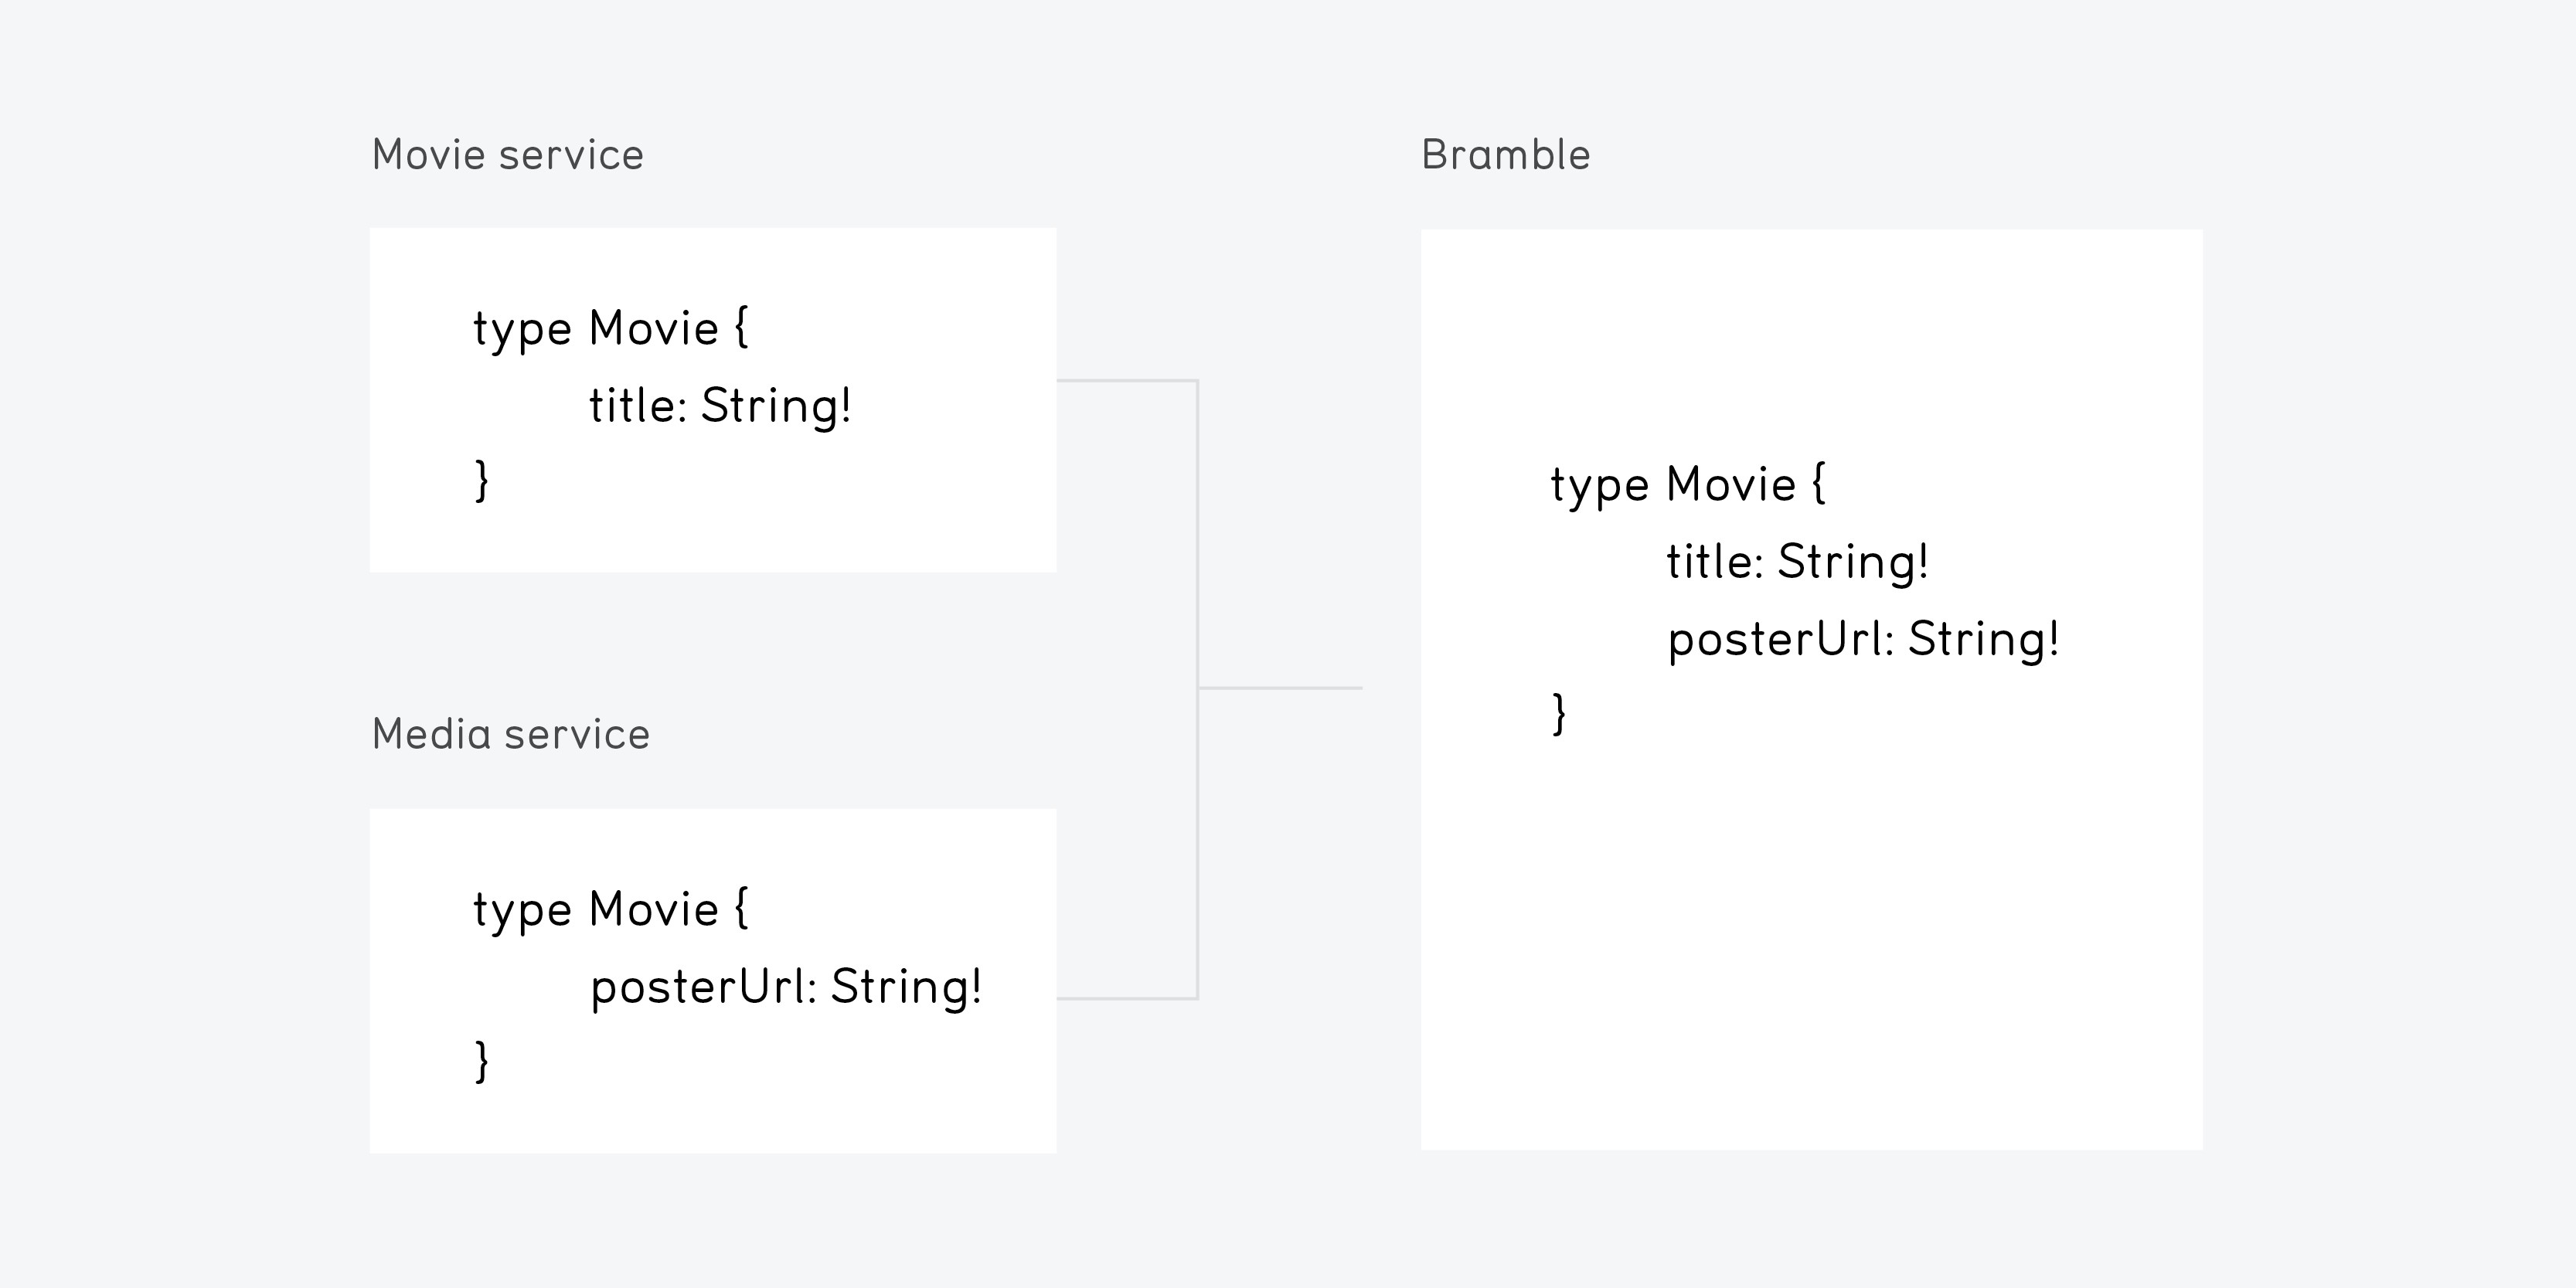 Movie service
type Movie {
title: String!
}
Media service
type Movie {
posterUrl: String!
}
Bramble
type Movie {
title: String!
posterUrl: String!
}